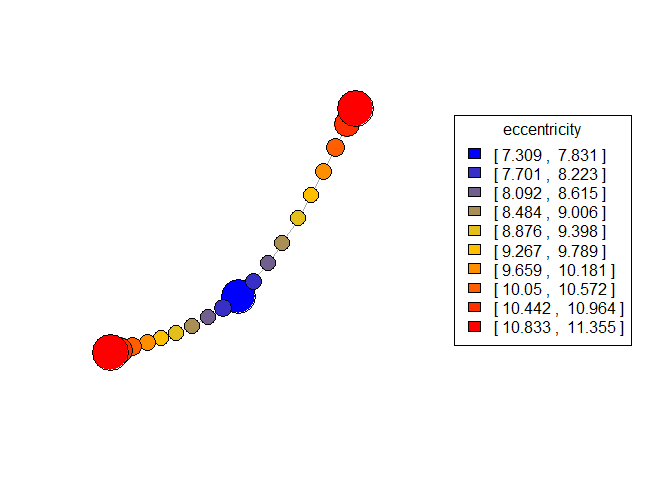 eccentricity
[ 7.309 , 7.831 ]
[ 7.701 , 8.223 ]
[ 8.092 , 8.615 ]
[ 8.484 , 9.006 ]
[ 8.876 , 9.398 ]
[ 9.267 , 9.789 ]
[ 9.659 , 10.181 ]
[ 10.05 , 10.572 ]
[ 10.442 , 10.964 ]
[ 10.833 , 11.355 ]